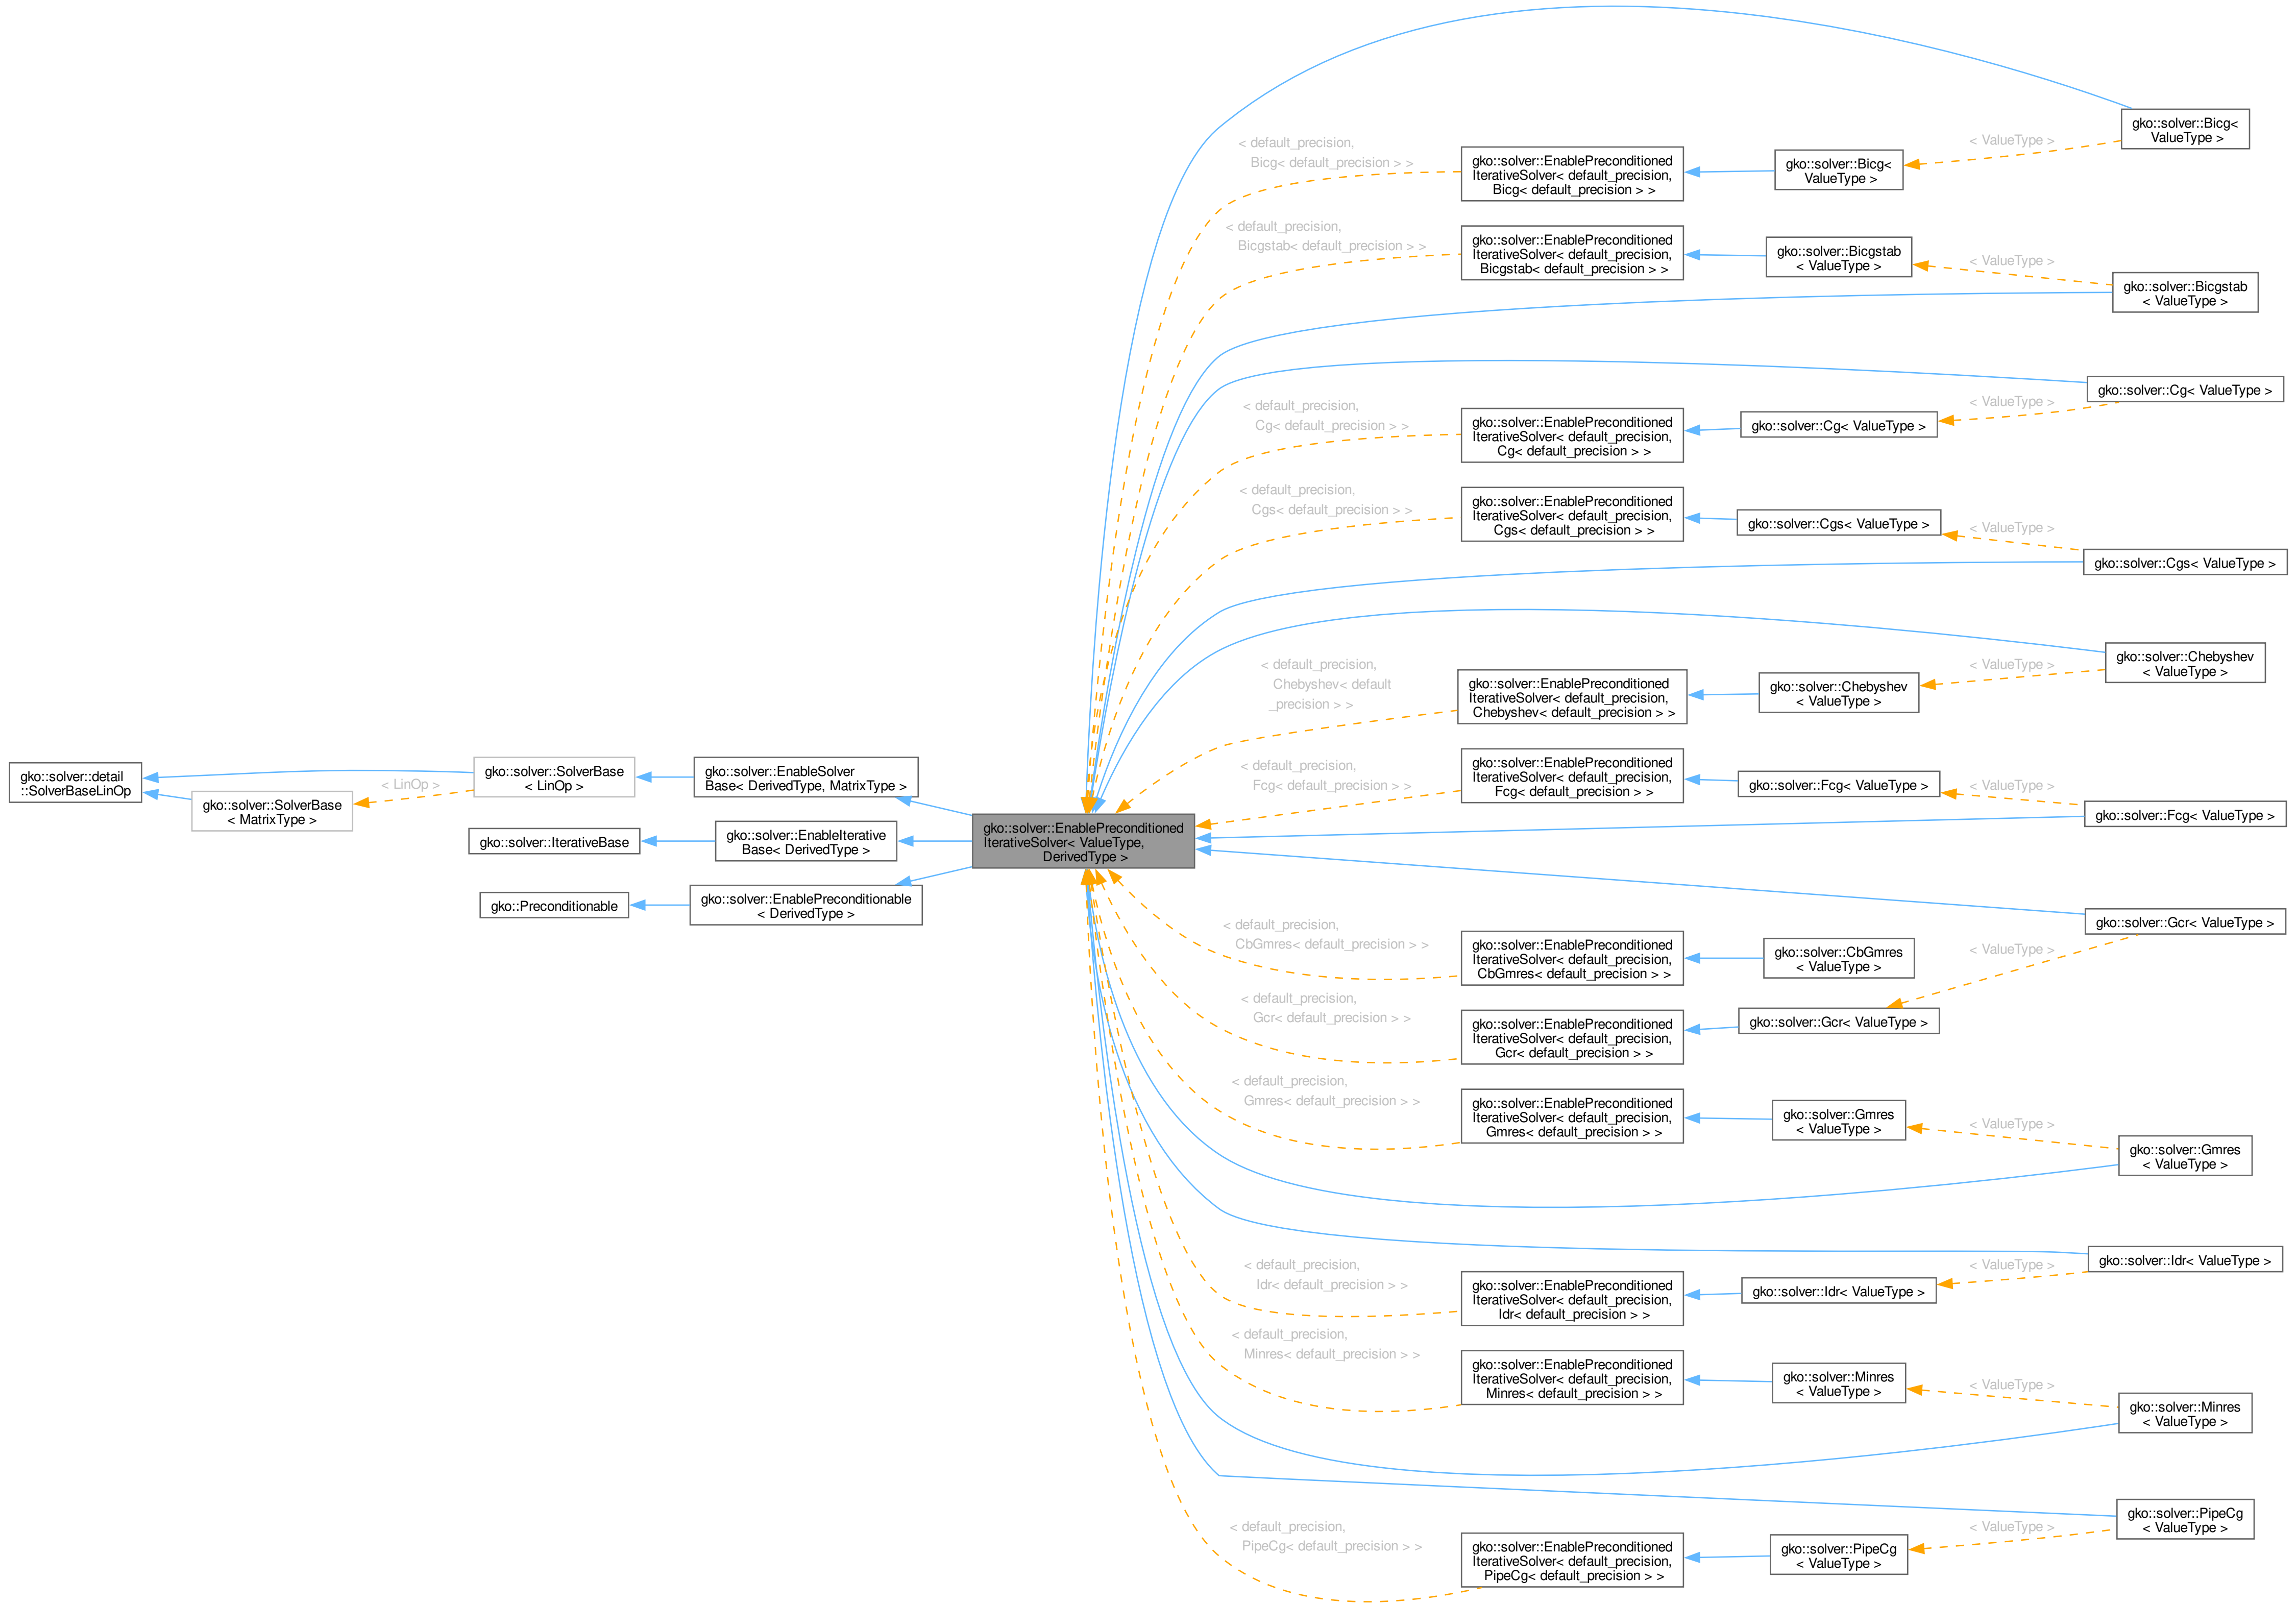 gko::solver::detail
::SolverBaseLinOp
gko::solver::SolverBase
< LinOp >
< LinOp >
gko::solver::SolverBase
< MatrixType >
gko::solver::EnableSolver
Base< DerivedType, MatrixType >
gko::solver::IterativeBase
gko::solver::EnableIterative
Base< DerivedType >
gko::Preconditionable
gko::solver::EnablePreconditionable
< DerivedType >
gko::solver::EnablePreconditioned
IterativeSolver< ValueType,
DerivedType >
< default_precision,
Bicg< default_precision > >
gko::solver::EnablePreconditioned
IterativeSolver< default_precision,
Bicg< default_precision > >
gko::solver::Bicg<
ValueType >
< ValueType >
gko::solver::Bicg<
ValueType >
< default_precision,
Bicgstab< default_precision > >
gko::solver::EnablePreconditioned
IterativeSolver< default_precision,
Bicgstab< default_precision > >
gko::solver::Bicgstab
< ValueType >
< ValueType >
gko::solver::Bicgstab
< ValueType >
< default_precision,
Cg< default_precision > >
gko::solver::EnablePreconditioned
IterativeSolver< default_precision,
Cg< default_precision > >
gko::solver::Cg< ValueType >
< ValueType >
gko::solver::Cg< ValueType >
< default_precision,
Cgs< default_precision > >
gko::solver::EnablePreconditioned
IterativeSolver< default_precision,
Cgs< default_precision > >
gko::solver::Cgs< ValueType >
< ValueType >
gko::solver::Cgs< ValueType >
< default_precision,
Chebyshev< default
_precision > >
gko::solver::EnablePreconditioned
IterativeSolver< default_precision,
Chebyshev< default_precision > >
gko::solver::Chebyshev
< ValueType >
< ValueType >
gko::solver::Chebyshev
< ValueType >
< default_precision,
Fcg< default_precision > >
gko::solver::EnablePreconditioned
IterativeSolver< default_precision,
Fcg< default_precision > >
gko::solver::Fcg< ValueType >
< ValueType >
gko::solver::Fcg< ValueType >
< default_precision,
CbGmres< default_precision > >
gko::solver::EnablePreconditioned
IterativeSolver< default_precision,
CbGmres< default_precision > >
gko::solver::CbGmres
< ValueType >
< default_precision,
Gcr< default_precision > >
gko::solver::EnablePreconditioned
IterativeSolver< default_precision,
Gcr< default_precision > >
gko::solver::Gcr< ValueType >
< ValueType >
gko::solver::Gcr< ValueType >
< default_precision,
Gmres< default_precision > >
gko::solver::EnablePreconditioned
IterativeSolver< default_precision,
Gmres< default_precision > >
gko::solver::Gmres
< ValueType >
< ValueType >
gko::solver::Gmres
< ValueType >
< default_precision,
Idr< default_precision > >
gko::solver::EnablePreconditioned
IterativeSolver< default_precision,
Idr< default_precision > >
gko::solver::Idr< ValueType >
< ValueType >
gko::solver::Idr< ValueType >
< default_precision,
Minres< default_precision > >
gko::solver::EnablePreconditioned
IterativeSolver< default_precision,
Minres< default_precision > >
gko::solver::Minres
< ValueType >
< ValueType >
gko::solver::Minres
< ValueType >
< default_precision,
PipeCg< default_precision > >
gko::solver::EnablePreconditioned
IterativeSolver< default_precision,
PipeCg< default_precision > >
gko::solver::PipeCg
< ValueType >
< ValueType >
gko::solver::PipeCg
< ValueType >